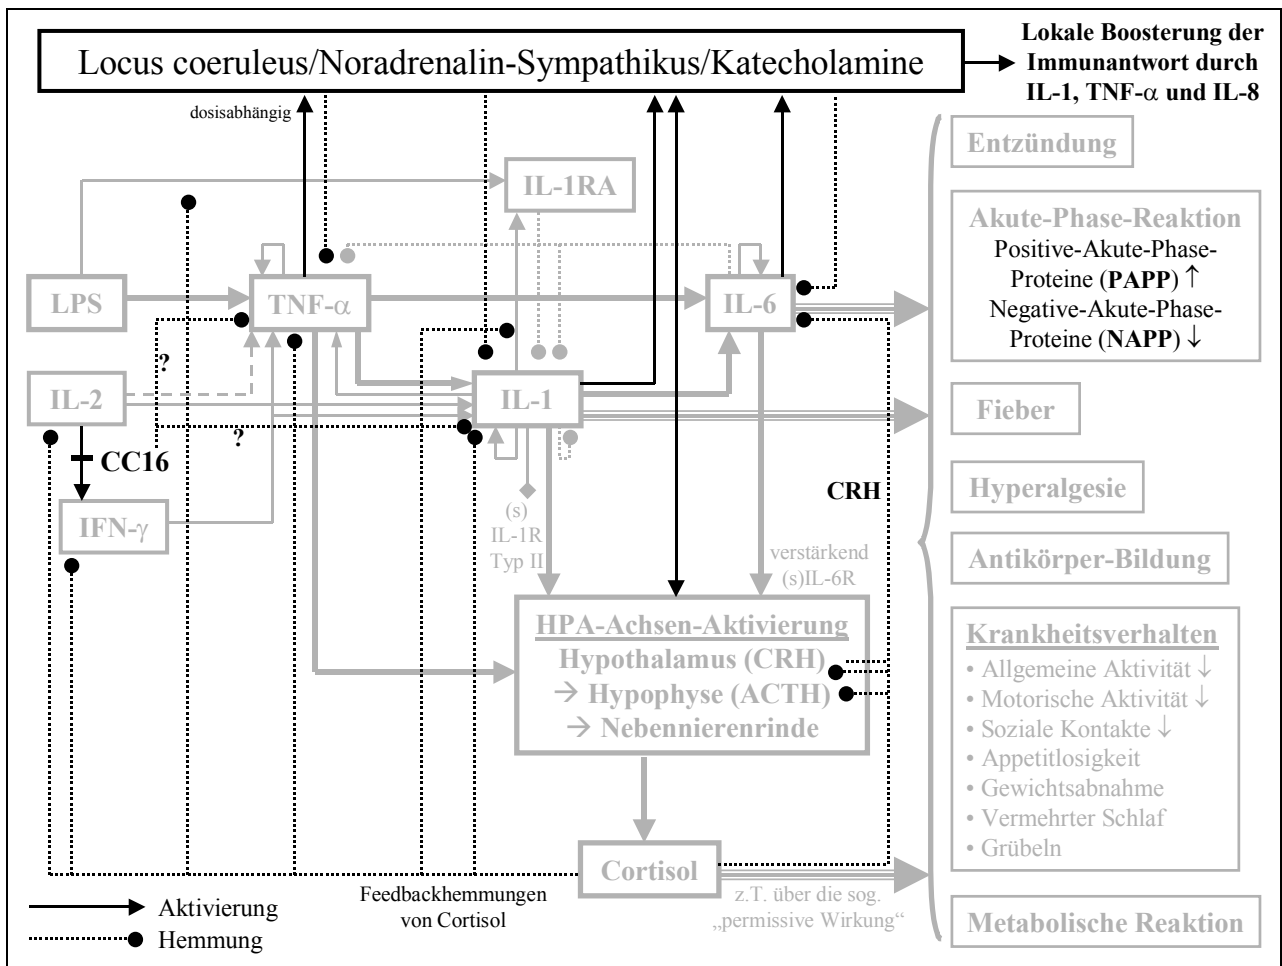 Locus coeruleus/Noradrenalin-Sympathikus/Katecholamine
Lokale Boosterung der
Immunantwort durch
IL-1, TNF-α und IL-8
dosisabhängig
IL-1RA
LPS
TNF-α
IL-6
?
IL-2
IL-1
?
CC16
IFN-γ
(s)
IL-1R
Typ II
CRH
verstärkend
(s)IL-6R
HPA-Achsen-Aktivierung
Hypothalamus (CRH)
→ Hypophyse (ACTH)
→ Nebennierenrinde
Cortisol
Feedbackhemmungen
von Cortisol
z.T. über die sog.
„permissive Wirkung“
Entzündung
Akute-Phase-Reaktion
Positive-Akute-Phase-
Proteine (PAPP) ↑
Negative-Akute-Phase-
Proteine (NAPP) ↓
Fieber
Hyperalgesie
Antikörper-Bildung
Krankheitsverhalten
• Allgemeine Aktivität ↓
• Motorische Aktivität ↓
• Soziale Kontakte ↓
• Appetitlosigkeit
• Gewichtsabnahme
• Vermehrter Schlaf
• Grübeln
Metabolische Reaktion
Aktivierung
Hemmung